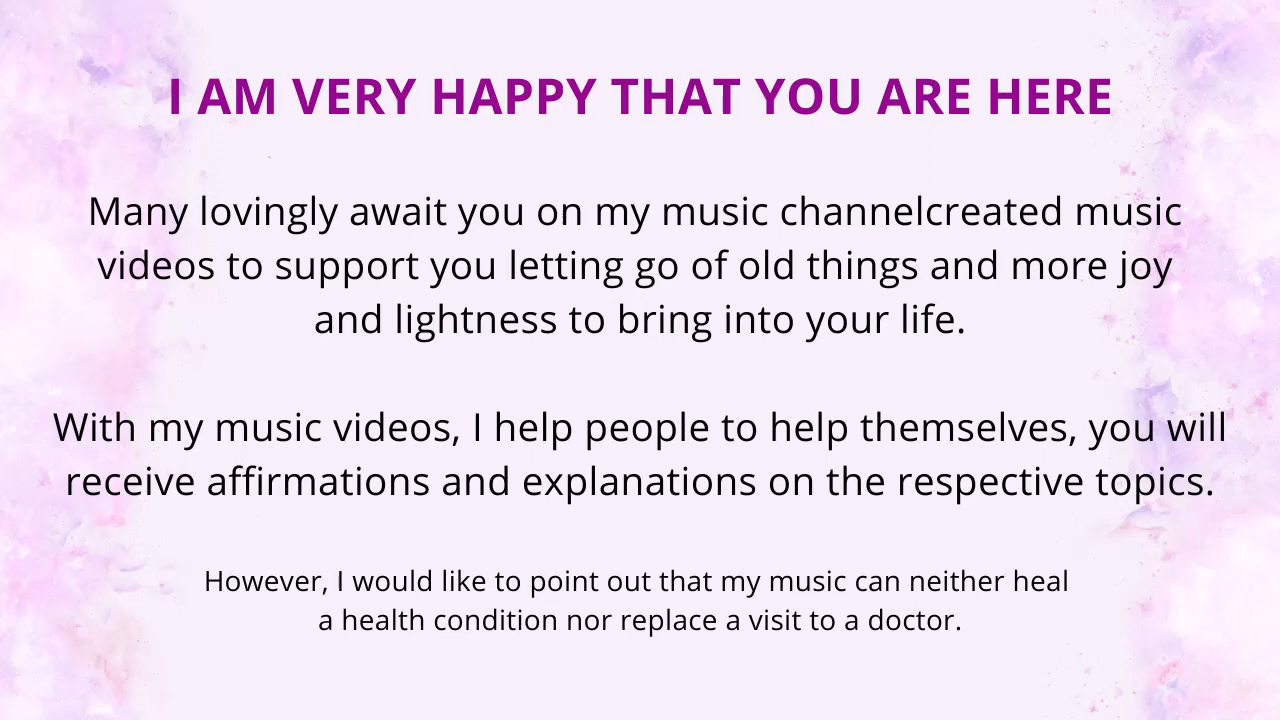 I AM VERY HAPPY THAT YOU ARE HERE
Many lovingly await you on my music channelcreated music
videos to support you letting go of old things and more joy
and lightness to bring into your life.
With my music videos, I help people to help themselves, you will
receive affirmations and explanations on the respective topics.
However, I would like to point out that my music can neither heal
a health condition nor replace a visit to a doctor.